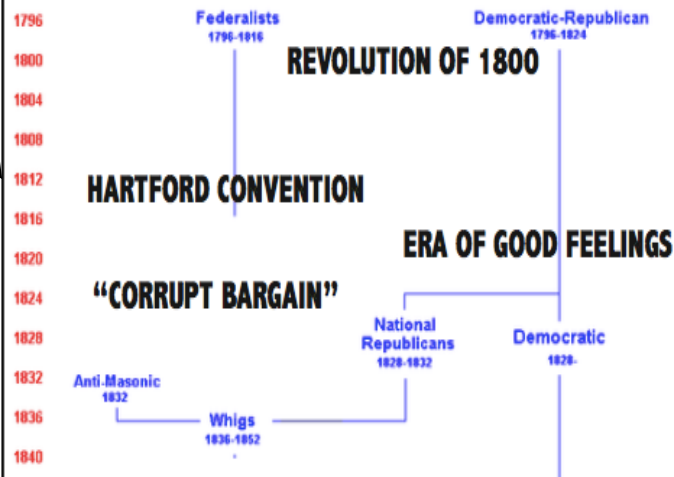 1796
Federalists
1796-1816
Democratic-Republican
1796-1824
1800
REVOLUTION OF 1800
1804
1808
1812
HARTFORD CONVENTION
1816
ERA OF GOOD FEELINGS
1820
1824
“CORRUPT BARGAIN”
1828
National
Republicans
1828-1832
Democratic
1828-
1832
Anti-Masonic
1832
1836
Whigs
1836-1852
1840